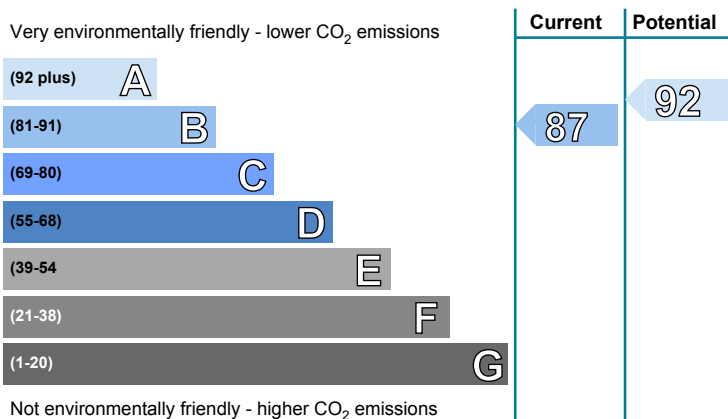 Very environmentally friendly - lower CO₂ emissions
Current
Potential
(92 plus) A
(81-91) B
(69-80) C
(55-68) D
(39-54 E
(21-38) F
(1-20) G
87
92
Not environmentally friendly - higher CO₂ emissions